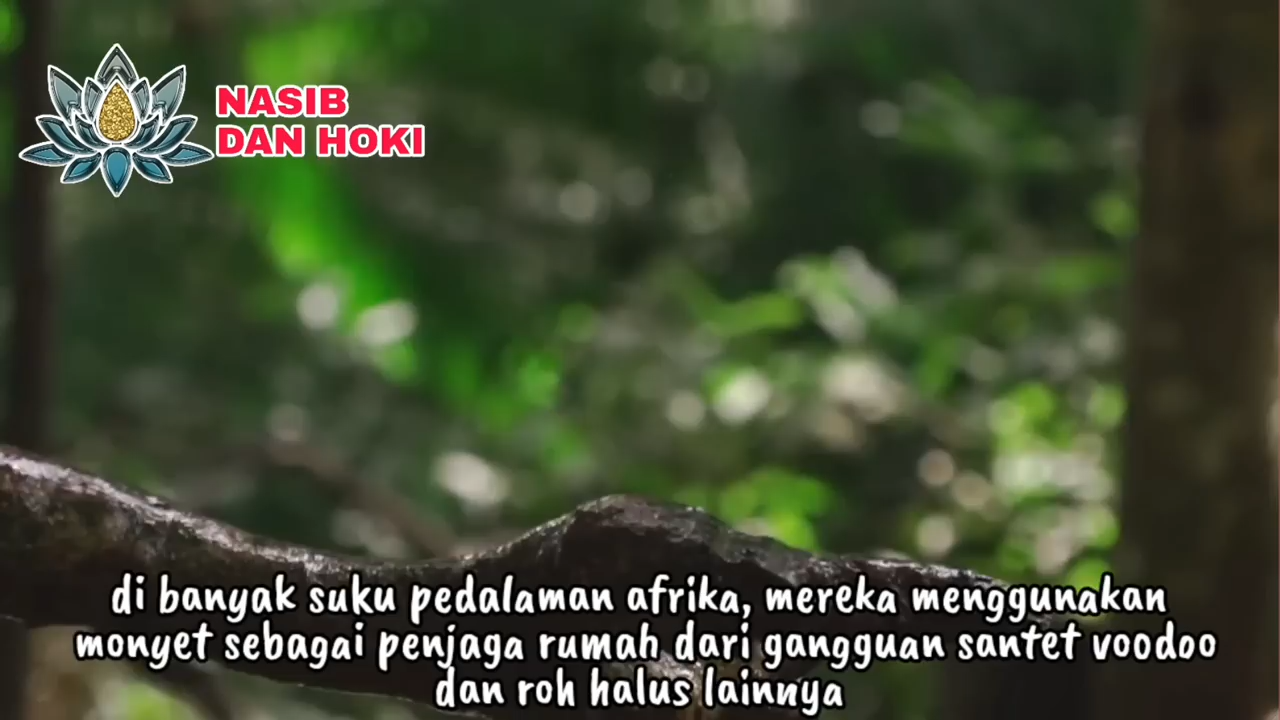 NASIB
DAN HOKI
di banyak suku pedalaman afrika, mereka menggunakan
monyet sebagai penjaga rumah dari gangguan santet voodoo
dan roh halus lainnya